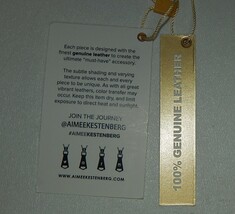 Each piece is designed with the
finest genuine leather to create
the ultimate "must-have" accessory.
The subtle shading and varying
texture allows each and every
piece to be unique. As with all great
vibrant leathers, color transfer may
occur. Keep this item dry and limit
exposure to direct heat and sunlight.
JOIN THE JOURNEY
@AIMEEKESTENBERG
#AIMEEKESTENBERG
WWW.AIMEEKESTENBERG.COM
100% GENUINE LEATHER